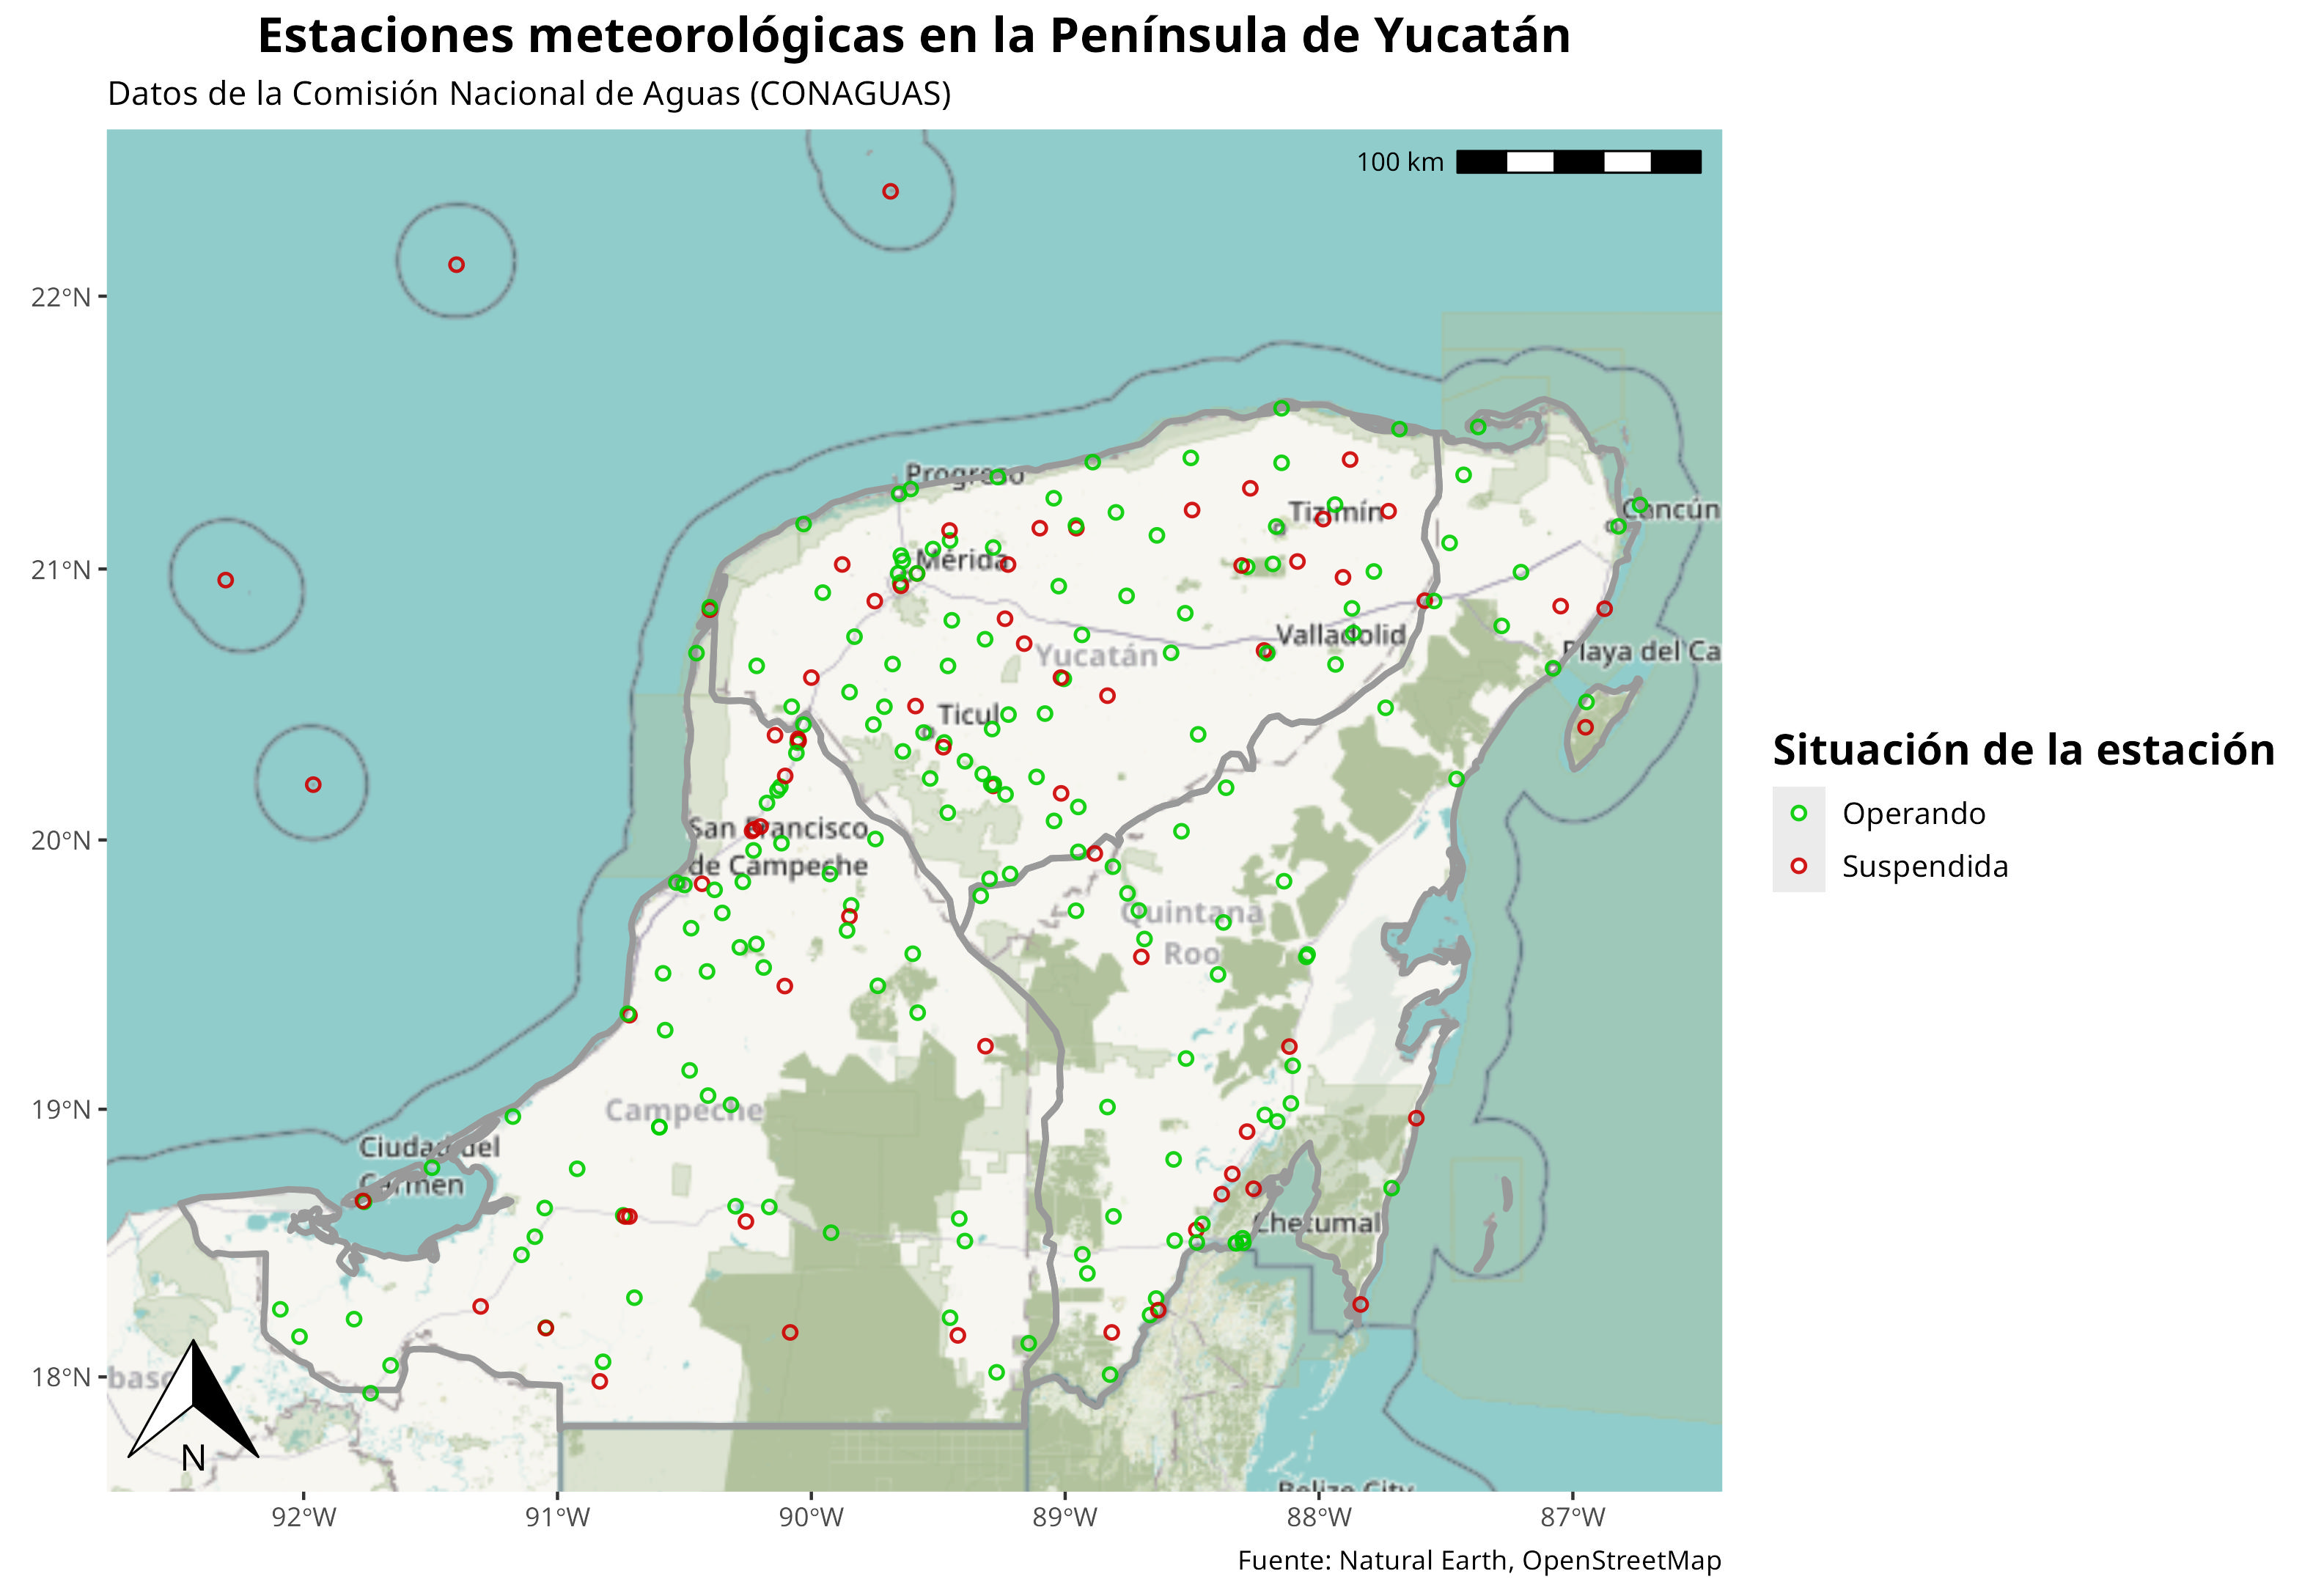 Estaciones meteorológicas en la Península de Yucatán
Datos de la Comisión Nacional de Aguas (CONAGUAS)
100 km
22°N
21°N
20°N
19°N
18°N
Progreso
Tizimín
Cancún
Mérida
Valladolid
Yucatán
Playa del Ca
Ticul
San Francisco
de Campeche
Quintana
Roo
Campeche
Ciudad del
Carmen
Chetumal
basc
N
Belize City
92°W
91°W
90°W
89°W
88°W
87°W
Situación de la estación
Operando
Suspendida
Fuente: Natural Earth, OpenStreetMap